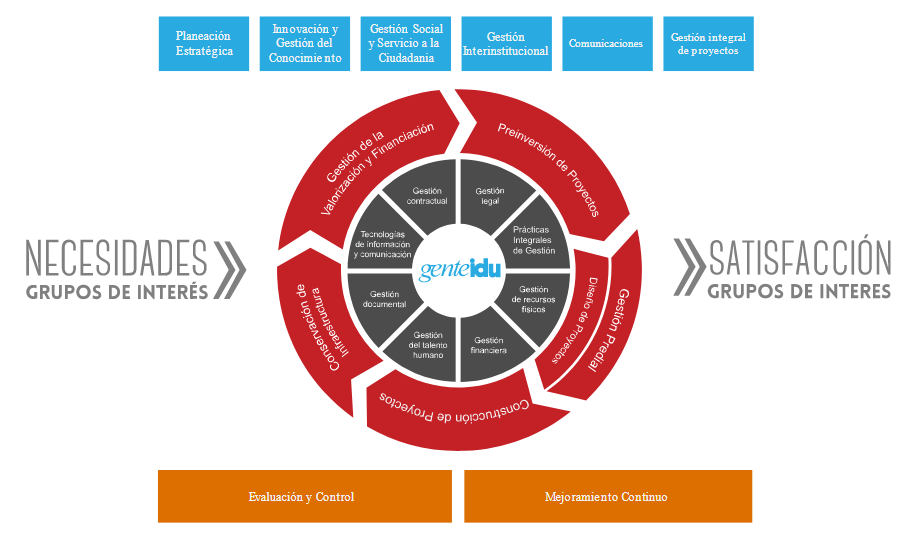 Planeación
Estratégica
Innovación y
Gestión del
Conocimiento
Gestión Social
y Servicio a la
Ciudadanía
Gestión
Interinstitucional
Comunicaciones
Gestión integral
de proyectos
Gestión de la
Valorización y Financiación
Preinversión de Proyectos
Gestión
contractual
Gestión
legal
Tecnologías
de información
y comunicación
Prácticas
Integrales
de Gestión
NECESIDADES
GRUPOS DE INTERÉS
genteidu
SATISFACCIÓN
GRUPOS DE INTERES
Gestión
documental
Gestión
de recursos
físicos
Gestión
del talento
humano
Gestión
financiera
Conservación de
Infraestructura
Diseño de Proyectos
Gestión Predial
Construcción de Proyectos
Evaluación y Control
Mejoramiento Continuo